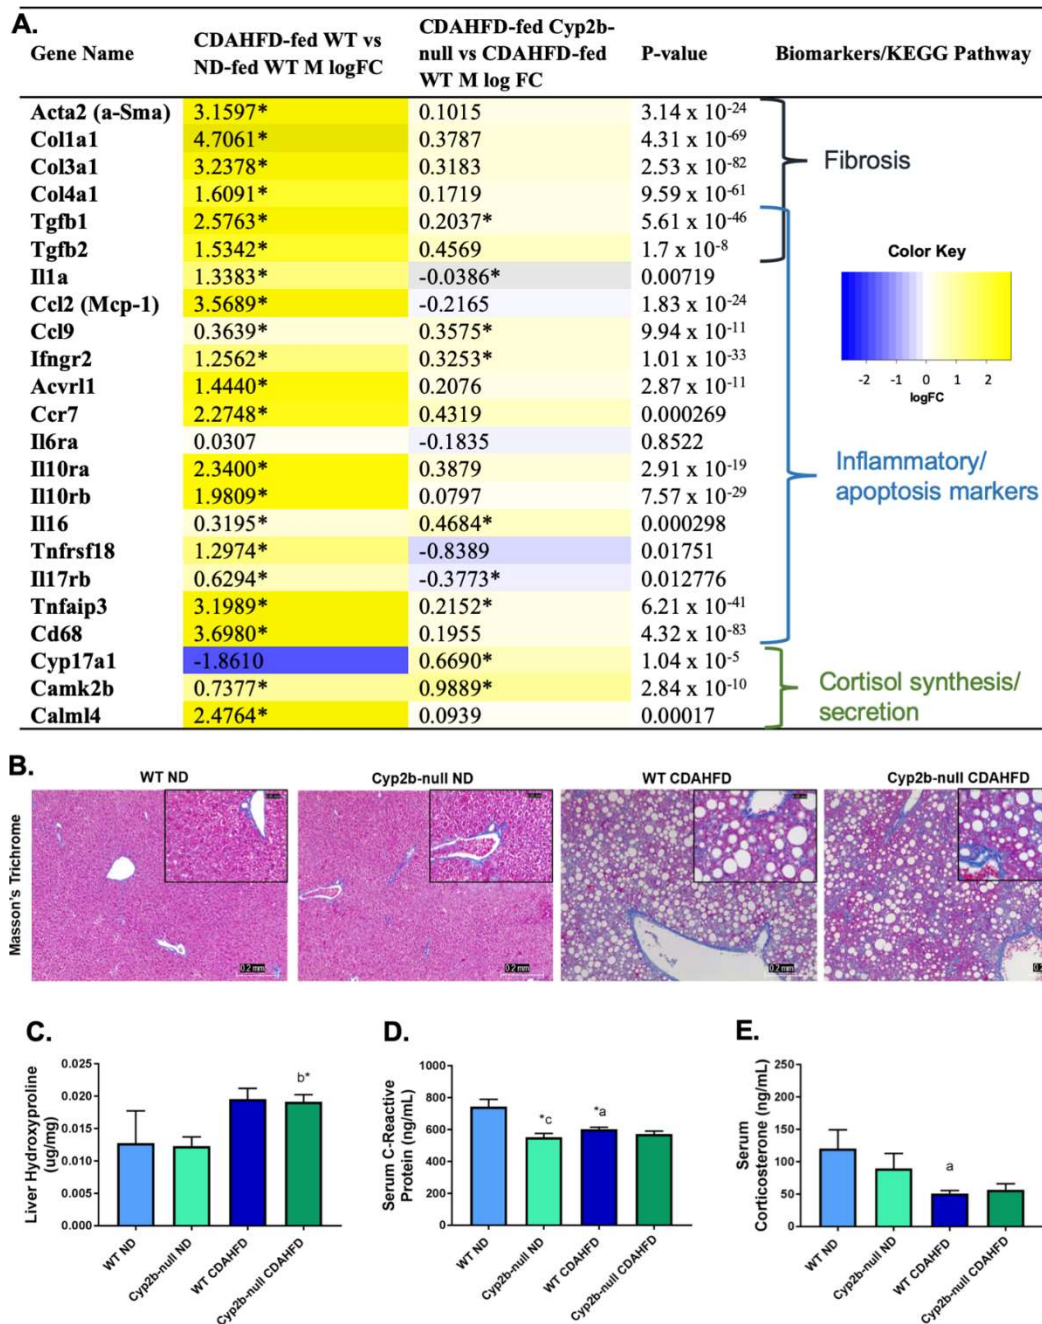 A.
Gene Name
CDAHFD-fed WT vs
ND-fed WT M logFC
CDAHFD-fed Cyp2b-
null vs CDAHFD-fed
WT M log FC
P-value
Biomarkers/KEGG Pathway
Acta2 (a-Sma) 3.1597* 0.1015 3.14 x 10-24
Col1a1 4.7061* 0.3787 4.31 x 10-69
Col3a1 3.2378* 0.3183 2.53 x 10-82
Col4a1 1.6091* 0.1719 9.59 x 10-61
Tgfb1 2.5763* 0.2037* 5.61 x 10-46
Tgfb2 1.5342* 0.4569 1.7 x 10-8
Il1a 1.3383* -0.0386* 0.00719
Ccl2 (Mcp-1) 3.5689* -0.2165 1.83 x 10-24
Ccl9 0.3639* 0.3575* 9.94 x 10-11
Ifngr2 1.2562* 0.3253* 1.01 x 10-33
Acvrl1 1.4440* 0.2076 2.87 x 10-11
Ccr7 2.2748* 0.4319 0.000269
Il6ra 0.0307 -0.1835 0.8522
Il10ra 2.3400* 0.3879 2.91 x 10-19
Il10rb 1.9809* 0.0797 7.57 x 10-29
Il16 0.3195* 0.4684* 0.000298
Tnfrsf18 1.2974* -0.8389 0.01751
Il17rb 0.6294* -0.3773* 0.012776
Tnfaip3 3.1989* 0.2152* 6.21 x 10-41
Cd68 3.6980* 0.1955 4.32 x 10-83
Cyp17a1 -1.8610 0.6690* 1.04 x 10-5
Camk2b 0.7377* 0.9889* 2.84 x 10-10
Calml4 2.4764* 0.0939 0.00017
Fibrosis
Color Key
-2 -1 0 1 2
logFC
Inflammatory/
apoptosis markers
Cortisol synthesis/
secretion
B.
WT ND
Cyp2b-null ND
WT CDAHFD
Cyp2b-null CDAHFD
Masson's Trichrome
0.2 mm
0.2 mm
0.2 mm
0.2 m
C.
Liver Hydroxyproline
(ug/mg)
0.025
0.020
0.015
0.010
0.005
0.000
b*
WT ND
Cyp2b-null ND
WT CDAHFD
Cyp2b-null CDAHFD
D.
Serum C-Reactive
Protein (ng/mL)
1000
800
600
400
200
0
*c
*a
WT ND
Cyp2b-null ND
WT CDAHFD
Cyp2b-null CDAHFD
E.
Serum
Corticosterone (ng/mL)
250
200
150
100
50
0
a
WT ND
Cyp2b-null ND
WT CDAHFD
Cyp2b-null CDAHFD